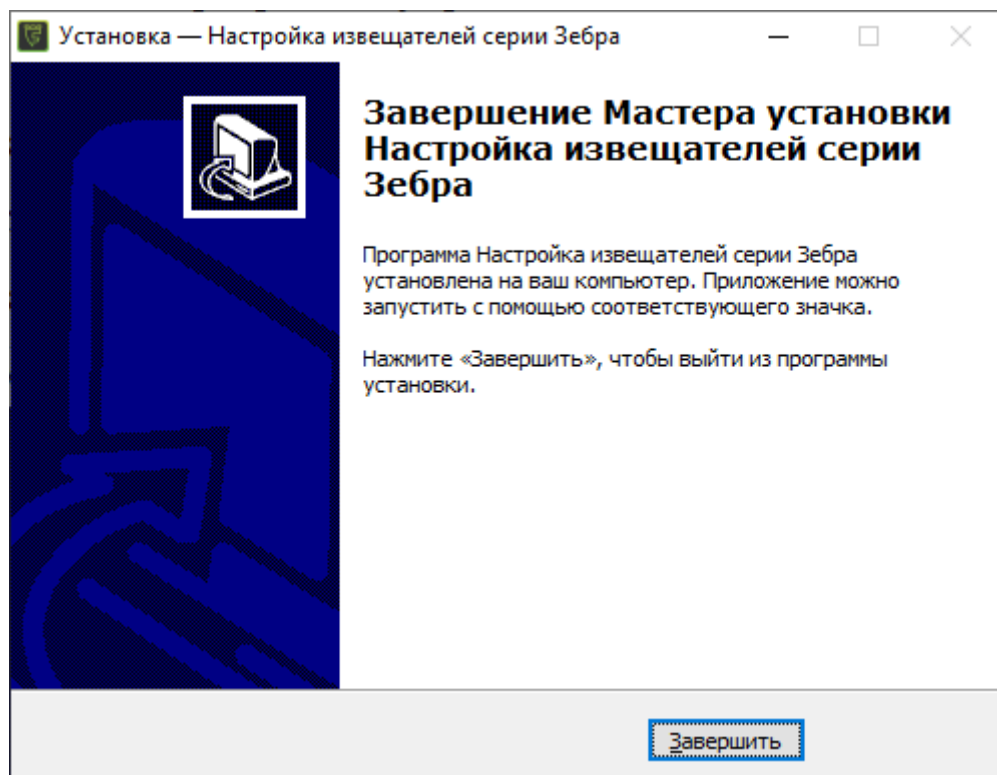 Установка — Настройка извещателей серии Зебра
Завершение Мастера установки
Настройка извещателей серии
Зебра
Программа Настройка извещателей серии Зебра
установлена на ваш компьютер. Приложение можно
запустить с помощью соответствующего значка.
Нажмите «Завершить», чтобы выйти из программы
установки.
Завершить